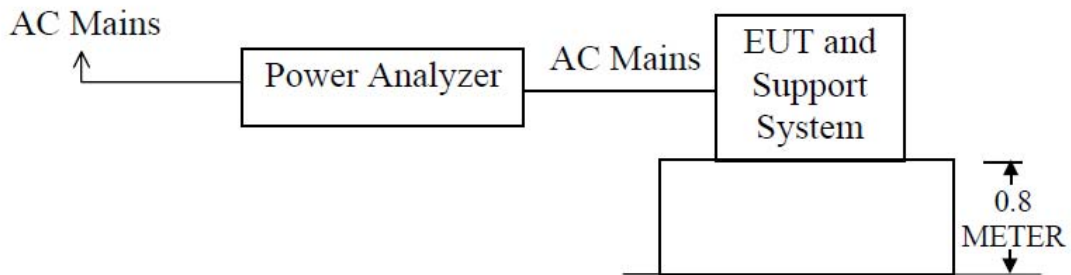 AC Mains
Power Analyzer
AC Mains
EUT and
Support
System
0.8
METER